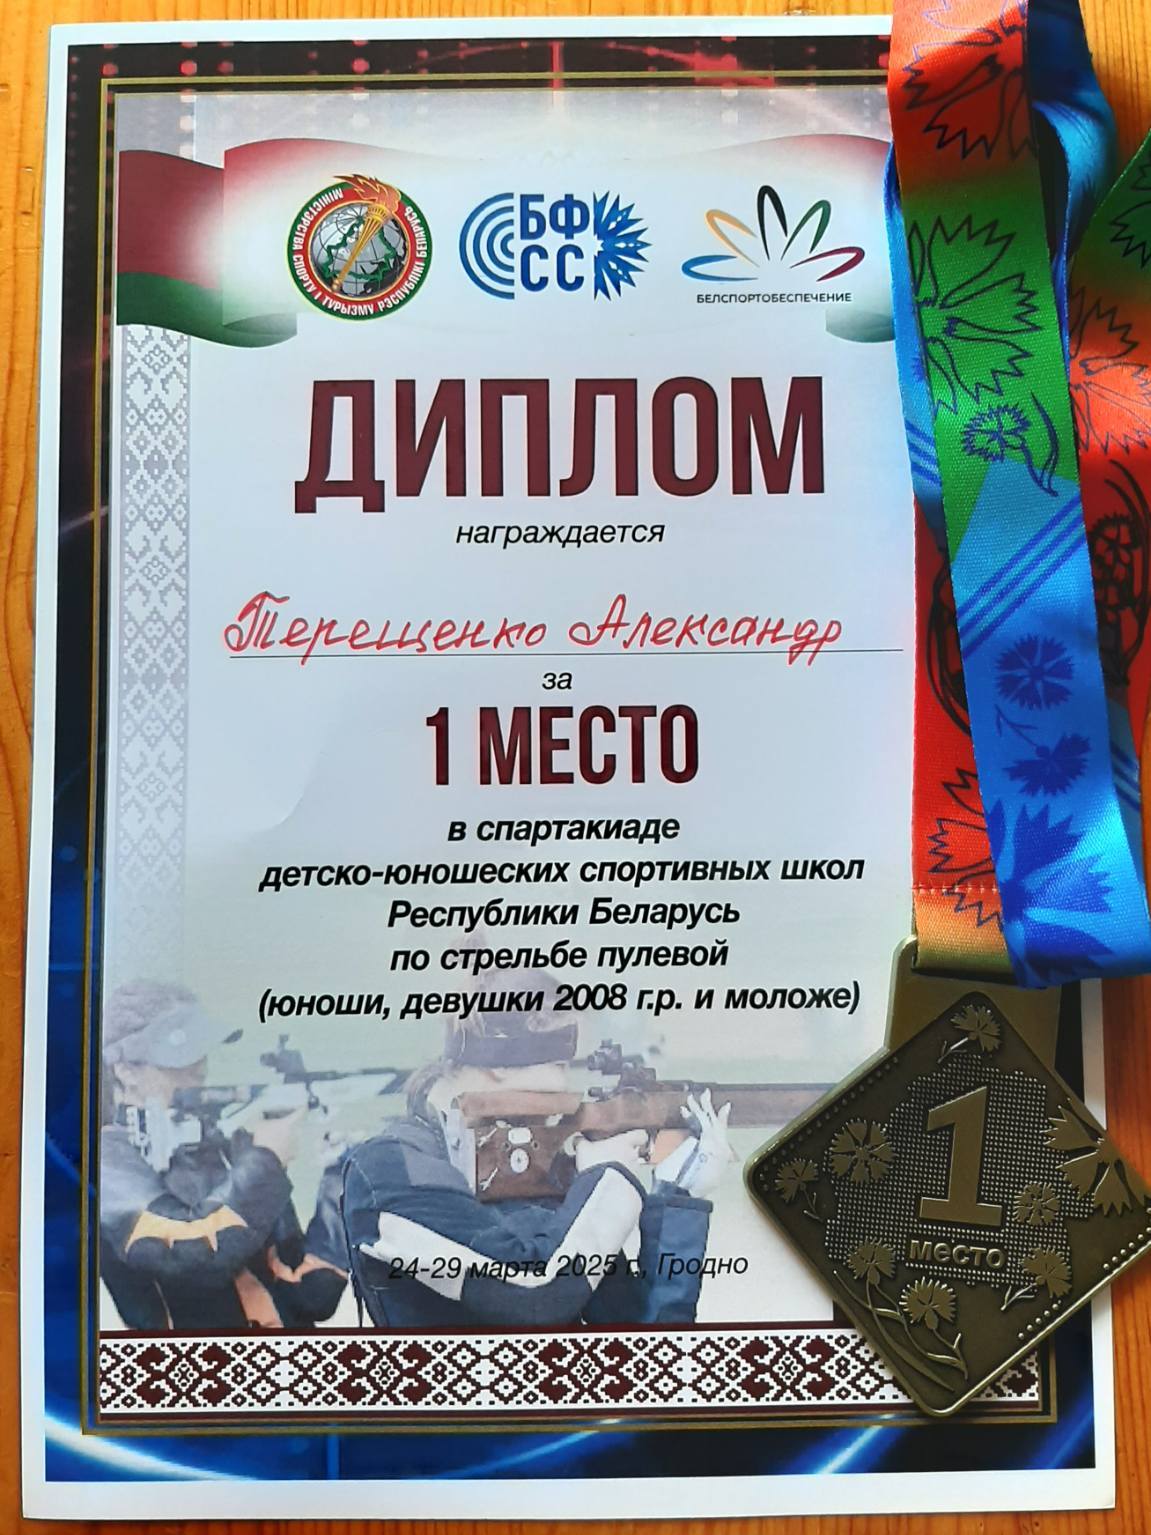 МІНІСТЭРСТВА СПОРТУ І ТУРЫЗМУ РЭСПУБЛІКІ БЕЛАРУСЬ
БФ
СС
БЕЛСПОРТОБЕСПЕЧЕНИЕ
ДИПЛОМ
награждается
Терещенко Александр
за
1 МЕСТО
в спартакиаде
детско-юношеских спортивных школ
Республики Беларусь
по стрельбе пулевой
(юноши, девушки 2008 г.р. и моложе)
24-29 марта 2025 г., Гродно
1
место